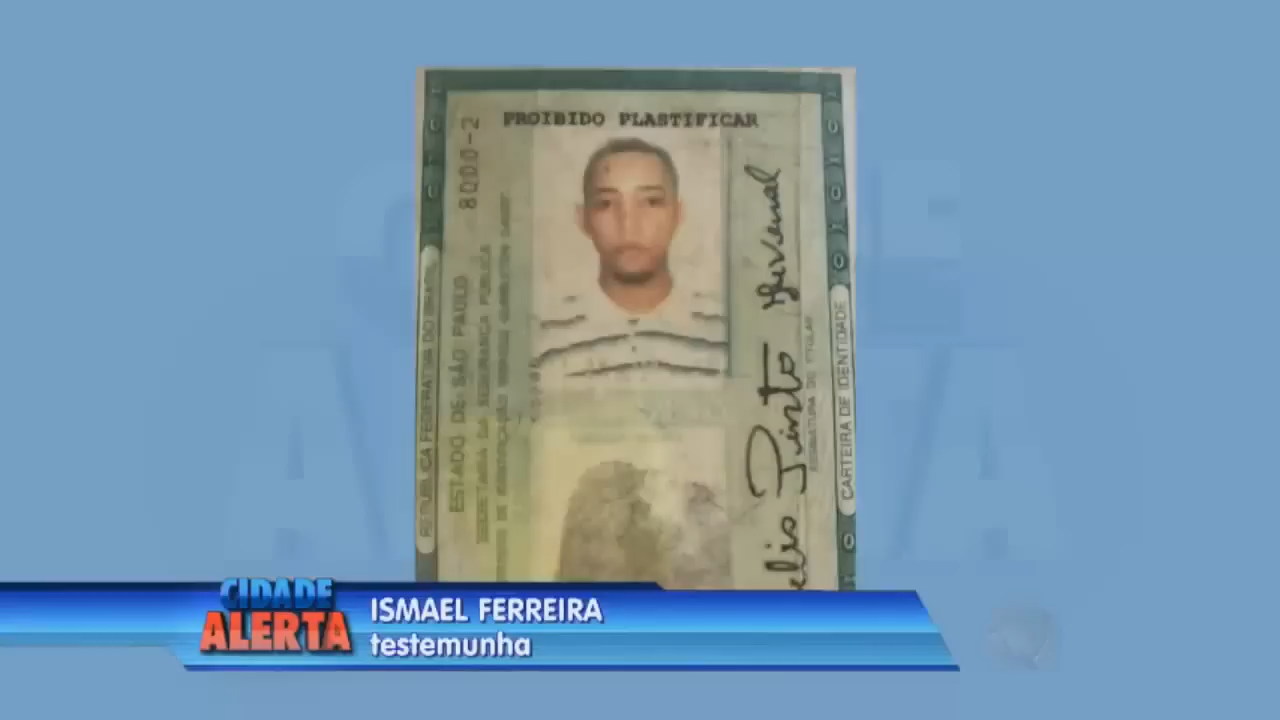 PROIBIDO PLASTIFICAR
8000-2
REPÚBLICA FEDERATIVA DO BRASIL
ESTADO DE SÃO PAULO
SECRETARIA DA SEGURANÇA PÚBLICA
Pinto Juvenal
ASSINATURA DO TITULAR
CARTEIRA DE IDENTIDADE
CIDADE
ALERTA
ISMAEL FERREIRA
testemunha